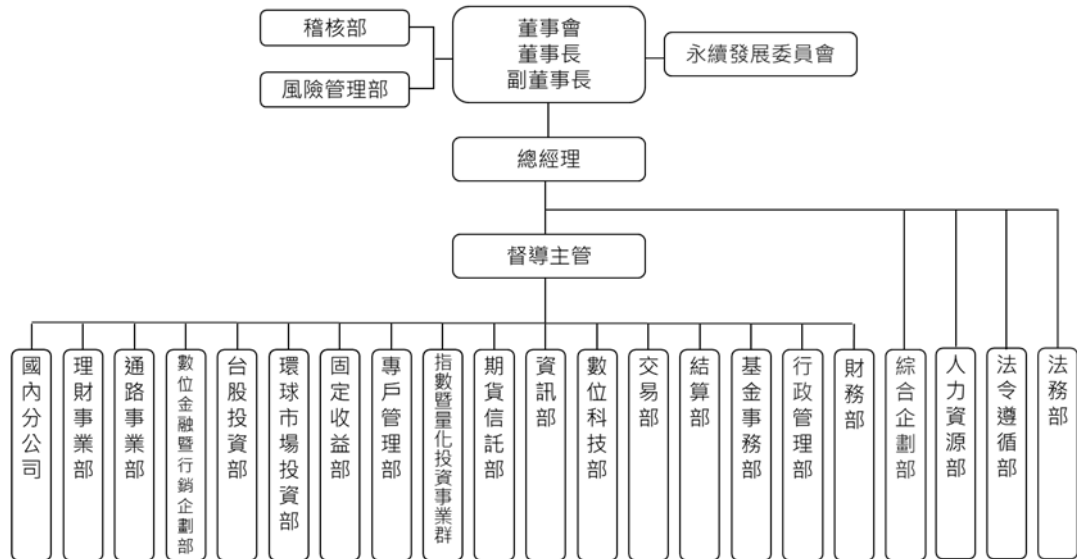 稽核部
董事會
董事長
副董事長
永續發展委員會
風險管理部
總經理
督導主管
國內分公司
理財事業部
通路事業部
數位金融暨行銷企劃部
台股投資部
環球市場投資部
固定收益部
專戶管理部
指數暨量化投資事業群
期貨信託部
資訊部
數位科技部
交易部
結算部
基金事務部
行政管理部
財務部
綜合企劃部
人力資源部
法令遵循部
法務部